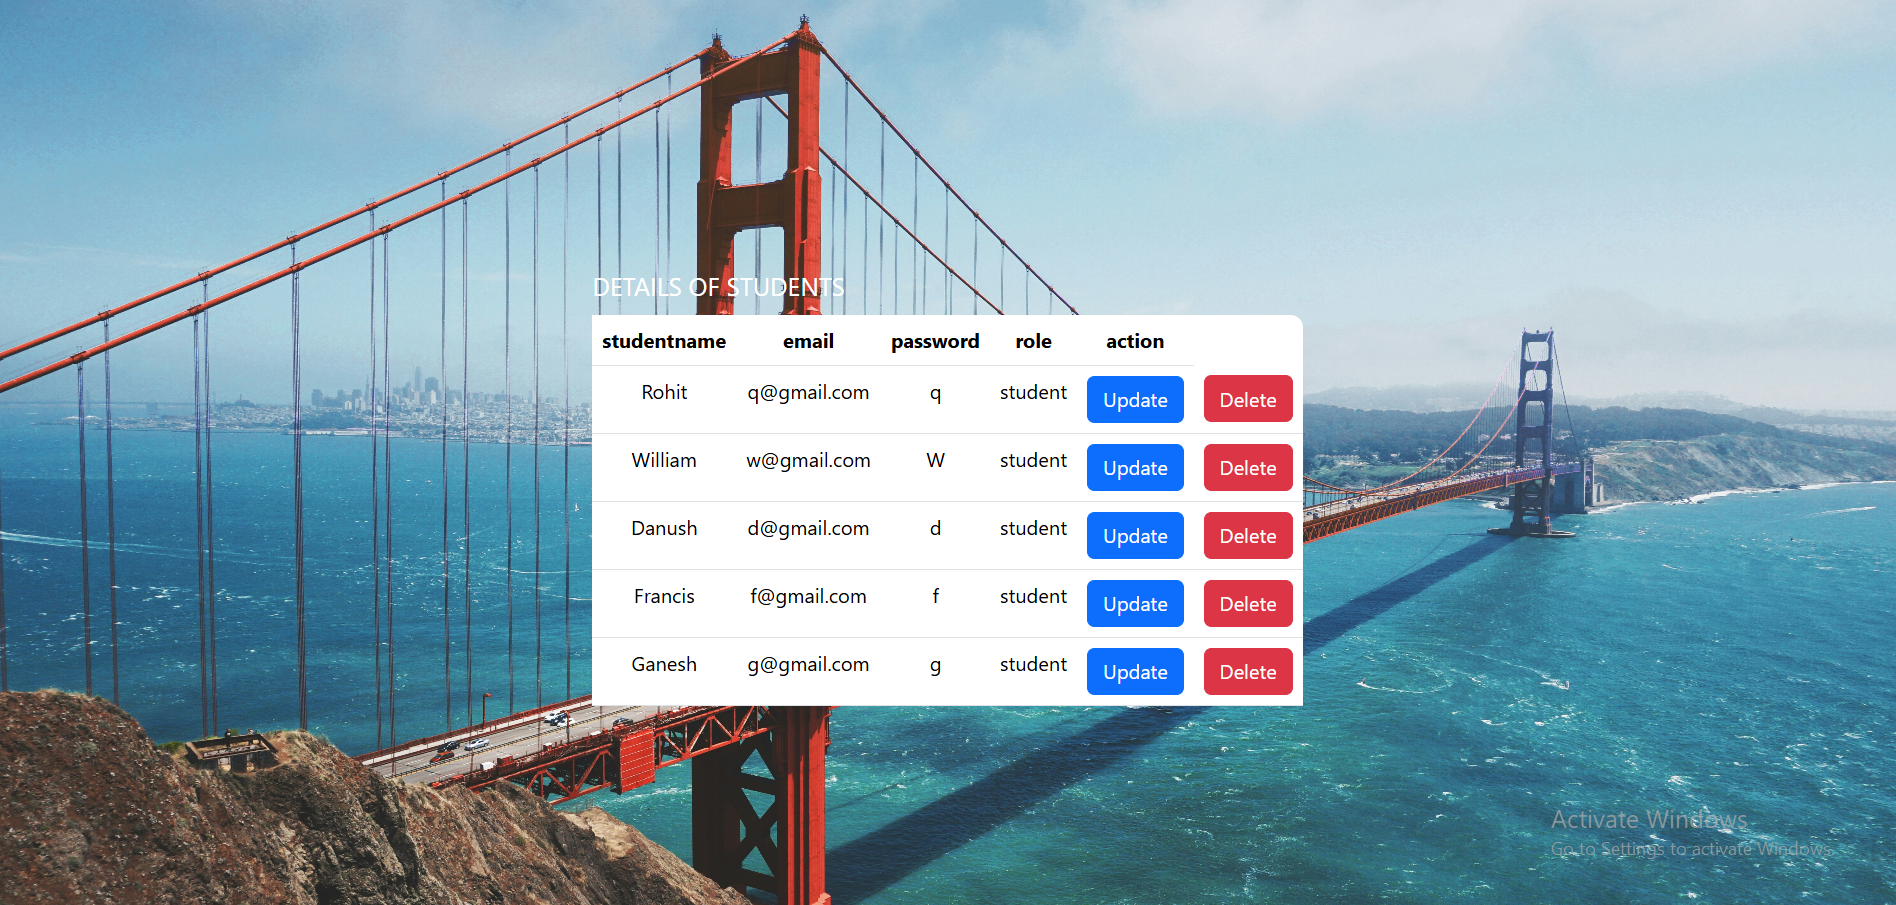 DETAILS OF STUDENTS
studentname email password role action
Rohit q@gmail.com q student Update Delete
William w@gmail.com W student Update Delete
Danush d@gmail.com d student Update Delete
Francis f@gmail.com f student Update Delete
Ganesh g@gmail.com g student Update Delete
Activate Windows
Go to Settings to activate Windows.